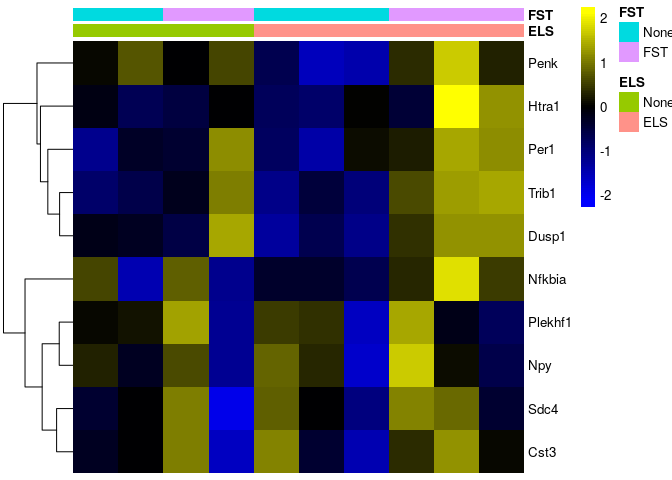 FST
ELS
Penk
Htra1
Per1
Trib1
Dusp1
Nfkbia
Plekhf1
Npy
Sdc4
Cst3
2
1
0
-1
-2
FST
None
FST
ELS
None
ELS